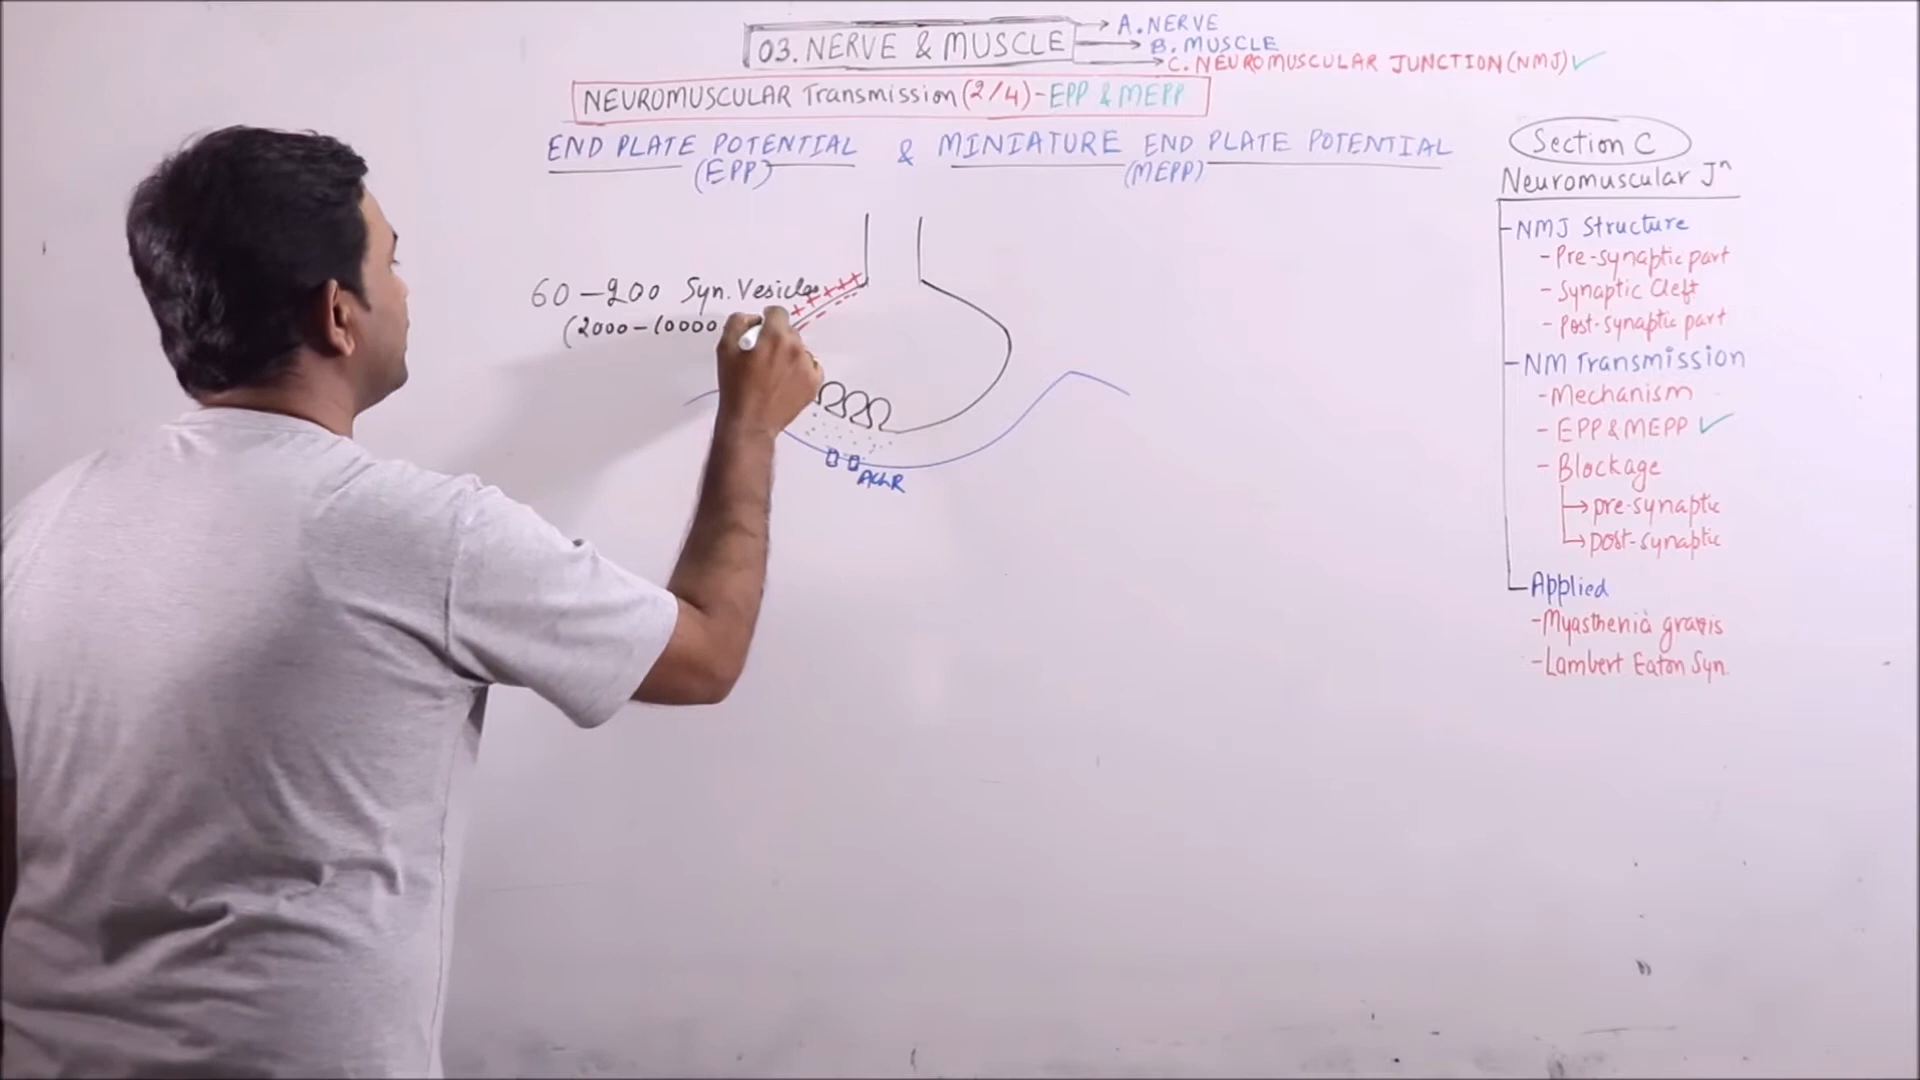 03. NERVE & MUSCLE
A. NERVE
B. MUSCLE
C. NEUROMUSCULAR JUNCTION (NMJ) ✓
NEUROMUSCULAR Transmission (2/4) - EPP & MEPP
END PLATE POTENTIAL & MINIATURE END PLATE POTENTIAL
(EPP) (MEPP)
60-200 Syn. Vesicles
(2000-10000
AchR
Section C
Neuromuscular Jⁿ
NMJ Structure
- Pre-synaptic part
- Synaptic Cleft
- Post-synaptic part
NM Transmission
- Mechanism
- EPP & MEPP ✓
- Blockage
→ pre-synaptic
→ post-synaptic
Applied
- Myasthenia gravis
- Lambert Eaton Syn.